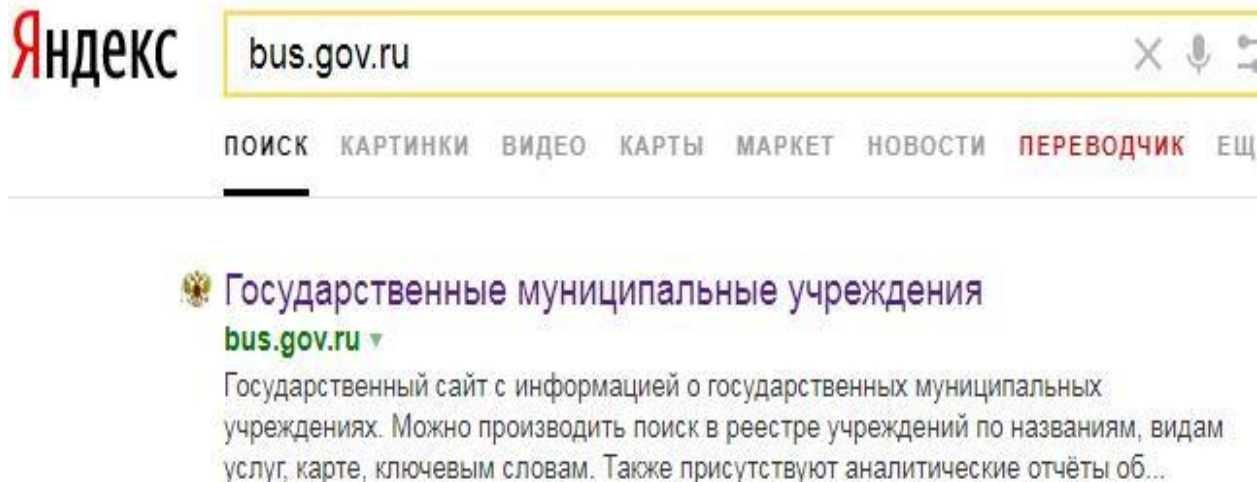 Яндекс
bus.gov.ru
ПОИСК КАРТИНКИ ВИДЕО КАРТЫ МАРКЕТ НОВОСТИ ПЕРЕВОДЧИК ЕЩ
Государственные муниципальные учреждения
bus.gov.ru
Государственный сайт с информацией о государственных муниципальных
учреждениях. Можно производить поиск в реестре учреждений по названиям, видам
услуг, карте, ключевым словам. Также присутствуют аналитические отчёты об...